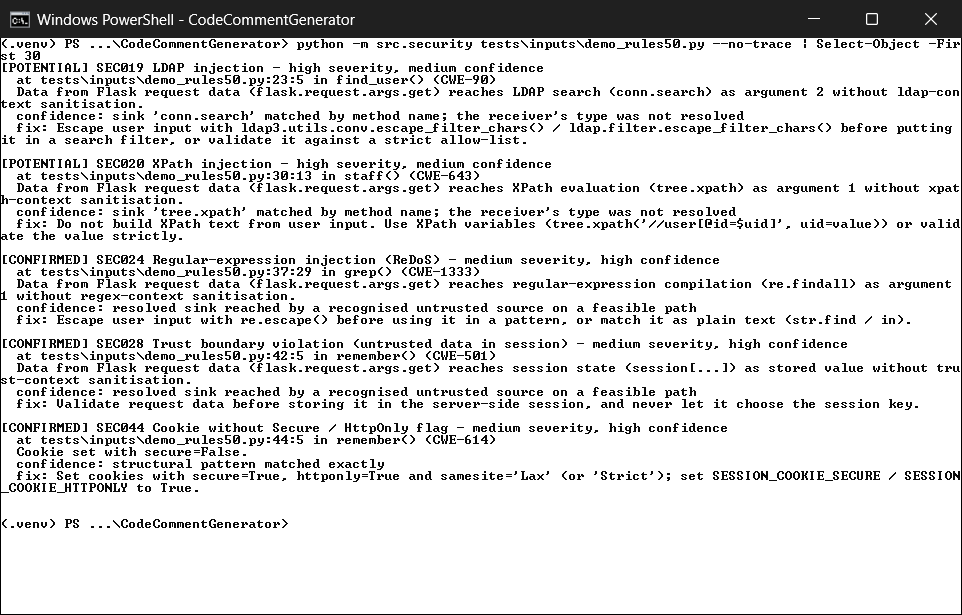 Windows PowerShell - CodeCommentGenerator
(.venv) PS ...\CodeCommentGenerator> python -m src.security tests\inputs\demo_rules50.py --no-trace | Select-Object -Fir
st 30
[POTENTIAL] SEC019 LDAP injection - high severity, medium confidence
  at tests\inputs\demo_rules50.py:23:5 in find_user() (CWE-90)
  Data from Flask request data (flask.request.args.get) reaches LDAP search (conn.search) as argument 2 without ldap-con
text sanitisation.
  confidence: sink 'conn.search' matched by method name; the receiver's type was not resolved
  fix: Escape user input with ldap3.utils.conv.escape_filter_chars() / ldap.filter.escape_filter_chars() before putting
it in a search filter, or validate it against a strict allow-list.
[POTENTIAL] SEC020 XPath injection - high severity, medium confidence
  at tests\inputs\demo_rules50.py:30:13 in staff() (CWE-643)
  Data from Flask request data (flask.request.args.get) reaches XPath evaluation (tree.xpath) as argument 1 without xpat
h-context sanitisation.
  confidence: sink 'tree.xpath' matched by method name; the receiver's type was not resolved
  fix: Do not build XPath text from user input. Use XPath variables (tree.xpath('//user[@id=$uid]', uid=value)) or valid
ate the value strictly.
[CONFIRMED] SEC024 Regular-expression injection (ReDoS) - medium severity, high confidence
  at tests\inputs\demo_rules50.py:37:29 in grep() (CWE-1333)
  Data from Flask request data (flask.request.args.get) reaches regular-expression compilation (re.findall) as argument
1 without regex-context sanitisation.
  confidence: resolved sink reached by a recognised untrusted source on a feasible path
  fix: Escape user input with re.escape() before using it in a pattern, or match it as plain text (str.find / in).
[CONFIRMED] SEC028 Trust boundary violation (untrusted data in session) - medium severity, high confidence
  at tests\inputs\demo_rules50.py:42:5 in remember() (CWE-501)
  Data from Flask request data (flask.request.args.get) reaches session state (session[...]) as stored value without tru
st-context sanitisation.
  confidence: resolved sink reached by a recognised untrusted source on a feasible path
  fix: Validate request data before storing it in the server-side session, and never let it choose the session key.
[CONFIRMED] SEC044 Cookie without Secure / HttpOnly flag - medium severity, high confidence
  at tests\inputs\demo_rules50.py:44:5 in remember() (CWE-614)
  Cookie set with secure=False.
  confidence: structural pattern matched exactly
  fix: Set cookies with secure=True, httponly=True and samesite='Lax' (or 'Strict'); set SESSION_COOKIE_SECURE / SESSION
_COOKIE_HTTPONLY to True.
(.venv) PS ...\CodeCommentGenerator>